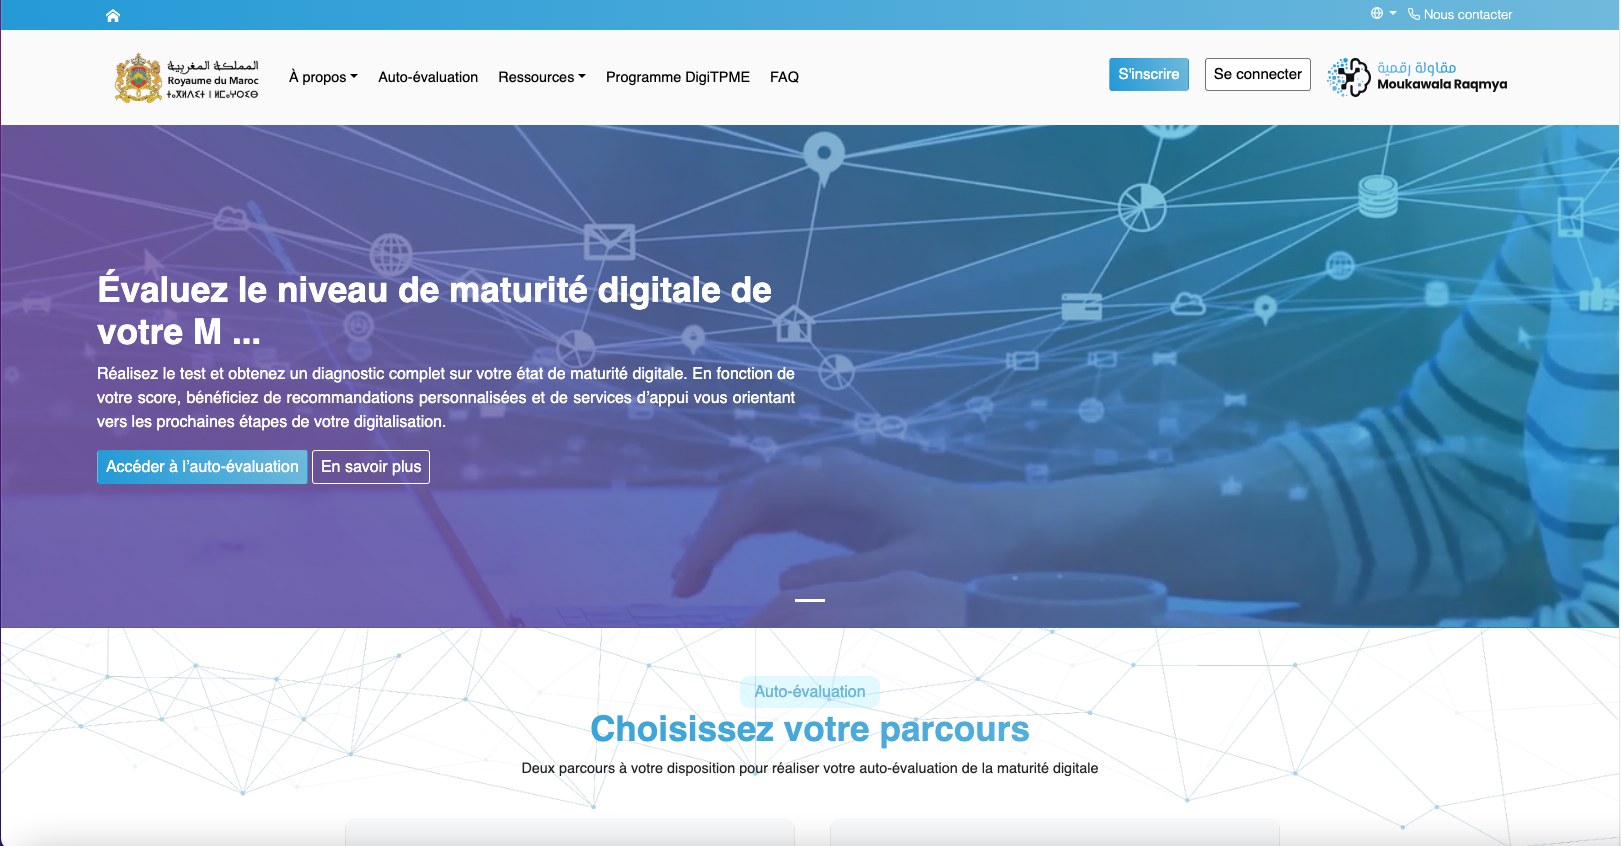 Nous contacter
المملكة المغربية
Royaume du Maroc
ⵜⴰⴳⵍⴷⵉⵜ ⵏ ⵍⵎⵖⵔⵉⴱ
À propos
Auto-évaluation
Ressources
Programme DigiTPME
FAQ
S'inscrire
Se connecter
مقاولة رقمية
Moukawala Raqmya
Évaluez le niveau de maturité digitale de
votre M ...
Réalisez le test et obtenez un diagnostic complet sur votre état de maturité digitale. En fonction de
votre score, bénéficiez de recommandations personnalisées et de services d’appui vous orientant
vers les prochaines étapes de votre digitalisation.
Accéder à l’auto-évaluation
En savoir plus
Auto-évaluation
Choisissez votre parcours
Deux parcours à votre disposition pour réaliser votre auto-évaluation de la maturité digitale